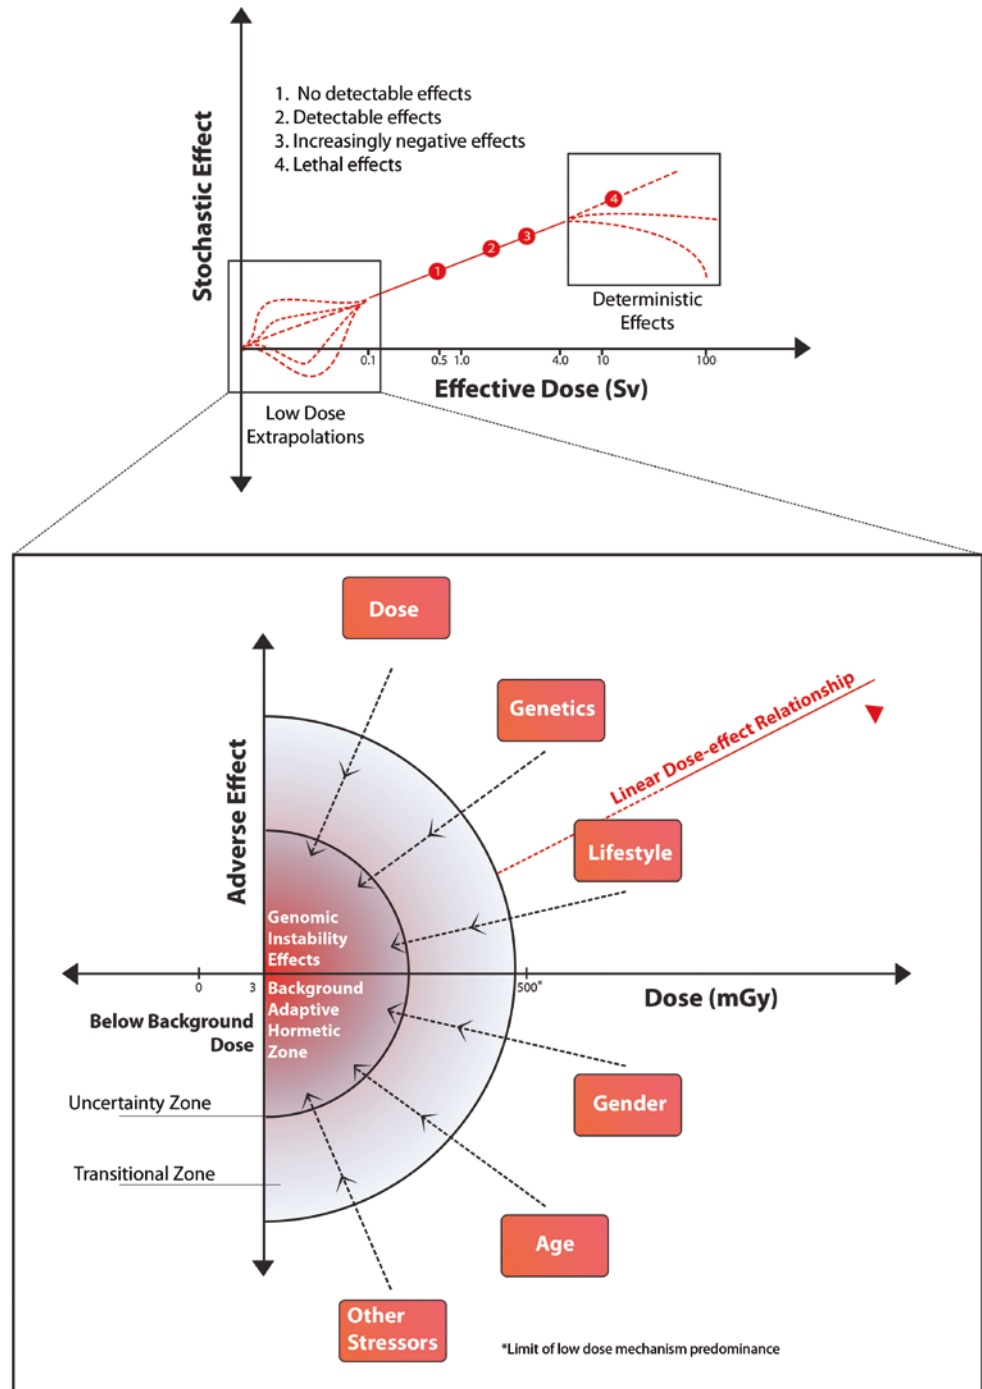 Stochastic Effect
1. No detectable effects
2. Detectable effects
3. Increasingly negative effects
4. Lethal effects
1
2
3
4
Deterministic
Effects
0.1
0.5
1.0
4.0
10
100
Effective Dose (Sv)
Low Dose
Extrapolations
Dose
Genetics
Linear Dose-effect Relationship
Lifestyle
Adverse Effect
Genomic
Instability
Effects
0
3
500*
Dose (mGy)
Background
Adaptive
Hormetic
Zone
Below Background
Dose
Uncertainty Zone
Gender
Transitional Zone
Age
Other
Stressors
*Limit of low dose mechanism predominance